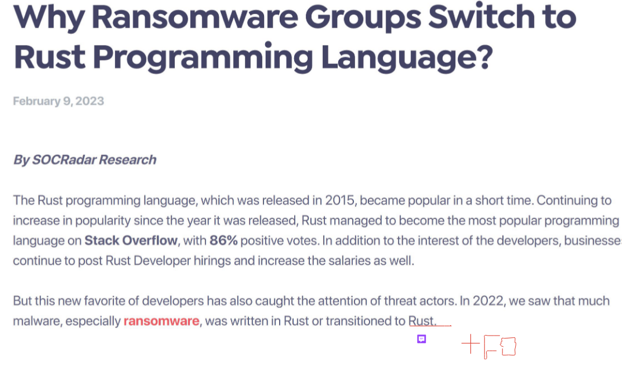 Why Ransomware Groups Switch to
Rust Programming Language?
February 9, 2023
By SOCRadar Research
The Rust programming language, which was released in 2015, became popular in a short time. Continuing to
increase in popularity since the year it was released, Rust managed to become the most popular programming
language on Stack Overflow, with 86% positive votes. In addition to the interest of the developers, businesse
continue to post Rust Developer hirings and increase the salaries as well.
But this new favorite of developers has also caught the attention of threat actors. In 2022, we saw that much
malware, especially ransomware, was written in Rust or transitioned to Rust.